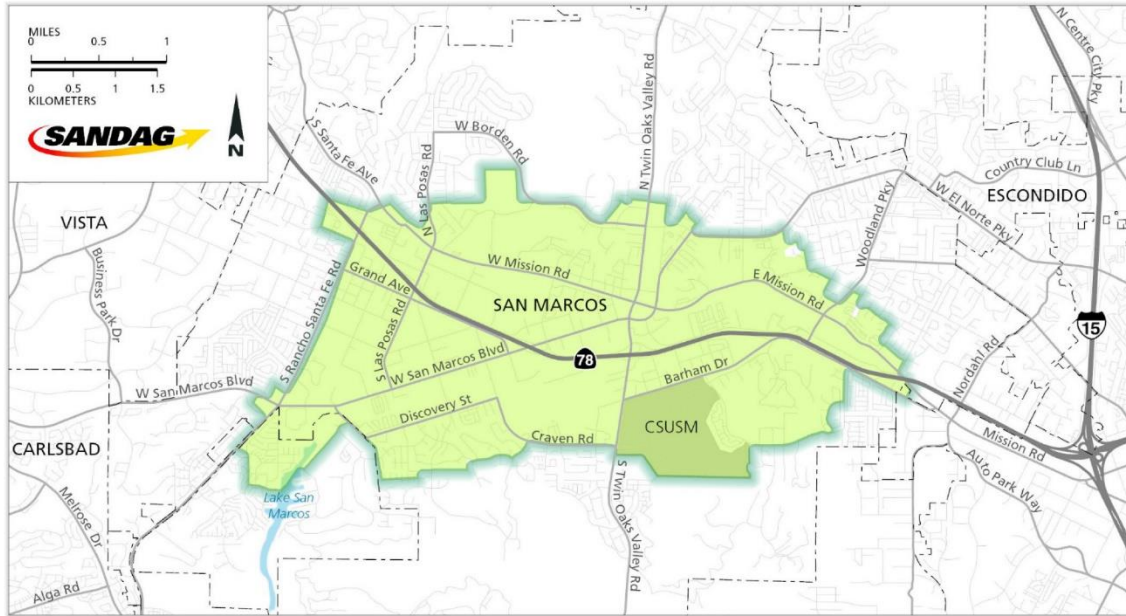 MILES
0 0.5 1
0 0.5 1 1.5
KILOMETERS
SANDAG
N
S Santa Fe Ave
W Borden Rd
N Las Posas Rd
N Twin Oaks Valley Rd
N Centre City Pky
Country Club Ln
ESCONDIDO
W El Norte Pky
Woodland Pky
VISTA
Business Park Dr
S Rancho Santa Fe Rd
Grand Ave
W Mission Rd
E Mission Rd
SAN MARCOS
S Las Posas Rd
W San Marcos Blvd
78
15
Barham Dr
Nordahl Rd
W San Marcos Blvd
Discovery St
CSUSM
Craven Rd
CARLSBAD
Mission Rd
Auto Park Way
Melrose Dr
Lake San
Marcos
S Twin Oaks Valley Rd
Alga Rd